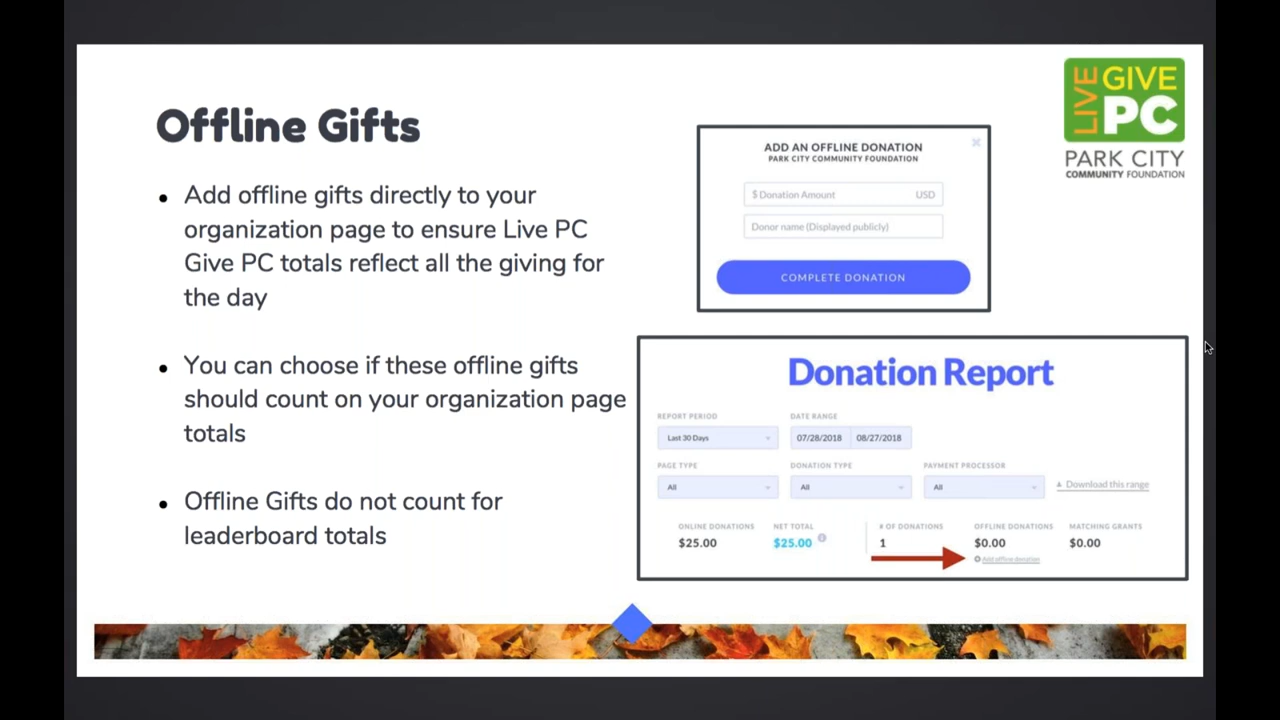 Offline Gifts
Add offline gifts directly to your
organization page to ensure Live PC
Give PC totals reflect all the giving for
the day
You can choose if these offline gifts
should count on your organization page
totals
Offline Gifts do not count for
leaderboard totals
ADD AN OFFLINE DONATION
PARK CITY COMMUNITY FOUNDATION
$ Donation Amount USD
Donor name (Displayed publicly)
COMPLETE DONATION
LIVE GIVE
PC
PARK CITY
COMMUNITY FOUNDATION
Donation Report
REPORT PERIOD DATE RANGE
Last 30 Days 07/28/2018 08/27/2018
PAGE TYPE DONATION TYPE PAYMENT PROCESSOR
All All All Download this range
ONLINE DONATIONS NET TOTAL # OF DONATIONS OFFLINE DONATIONS MATCHING GRANTS
$25.00 $25.00 1 $0.00 $0.00
Add offline donation